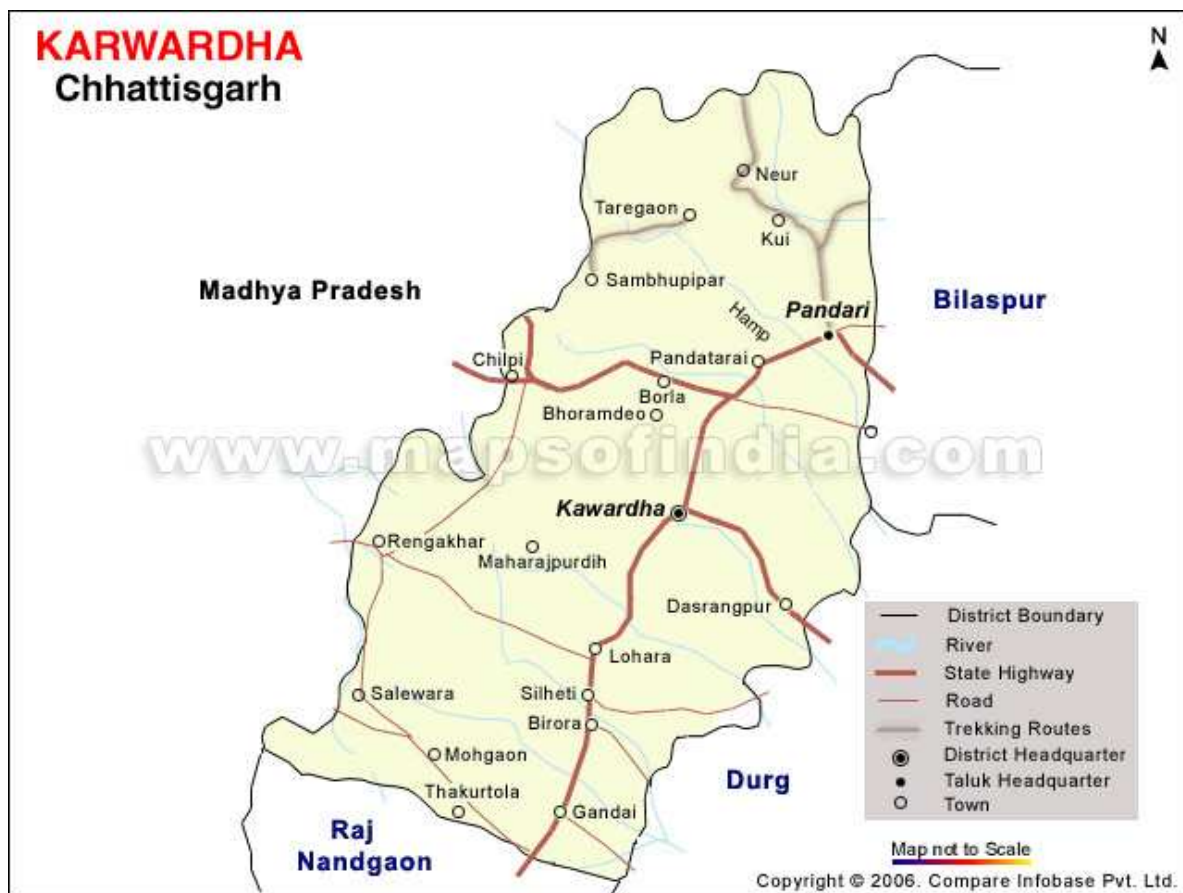 KARWARDHA
Chhattisgarh
N
Neur
Taregaon
Kui
Sambhupipar
Madhya Pradesh
Bilaspur
Pandari
Hamp
Pandatarai
Chilpi
Borla
Bhoramdeo
www.mapsofindia.com
Kawardha
Rengakhar
Maharajpurdih
Dasrangpur
Lohara
Salewara
Silheti
Birora
Mohgaon
Thakurtola
Gandai
Durg
Raj
Nandgaon
District Boundary
River
State Highway
Road
Trekking Routes
District Headquarter
Taluk Headquarter
Town
Map not to Scale
Copyright © 2006. Compare Infobase Pvt. Ltd.